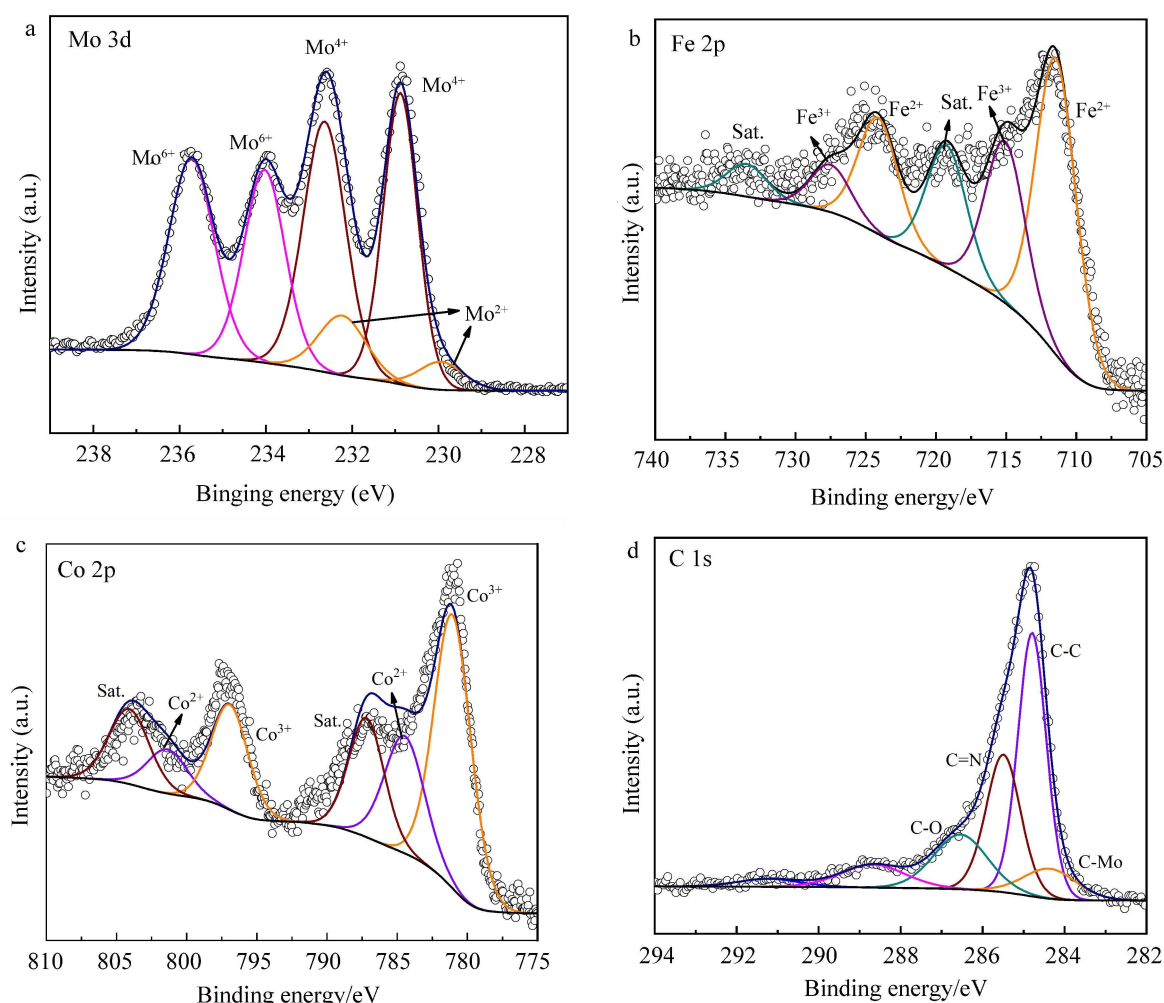 a
Mo 3d
Mo⁶⁺
Mo⁶⁺
Mo⁴⁺
Mo⁴⁺
Mo²⁺
Intensity (a.u.)
238 236 234 232 230 228
Binging energy (eV)
b
Fe 2p
Sat.
Fe³⁺
Fe²⁺
Sat.
Fe³⁺
Fe²⁺
Intensity (a.u.)
740 735 730 725 720 715 710 705
Binding energy/eV
c
Co 2p
Sat.
Co²⁺
Co³⁺
Sat.
Co²⁺
Co³⁺
Intensity (a.u.)
810 800 790 780 775
Binding energy/eV
d
C 1s
C-C
C=N
C-O
C-Mo
Intensity (a.u.)
294 292 290 288 286 284 282
Binding energy/eV